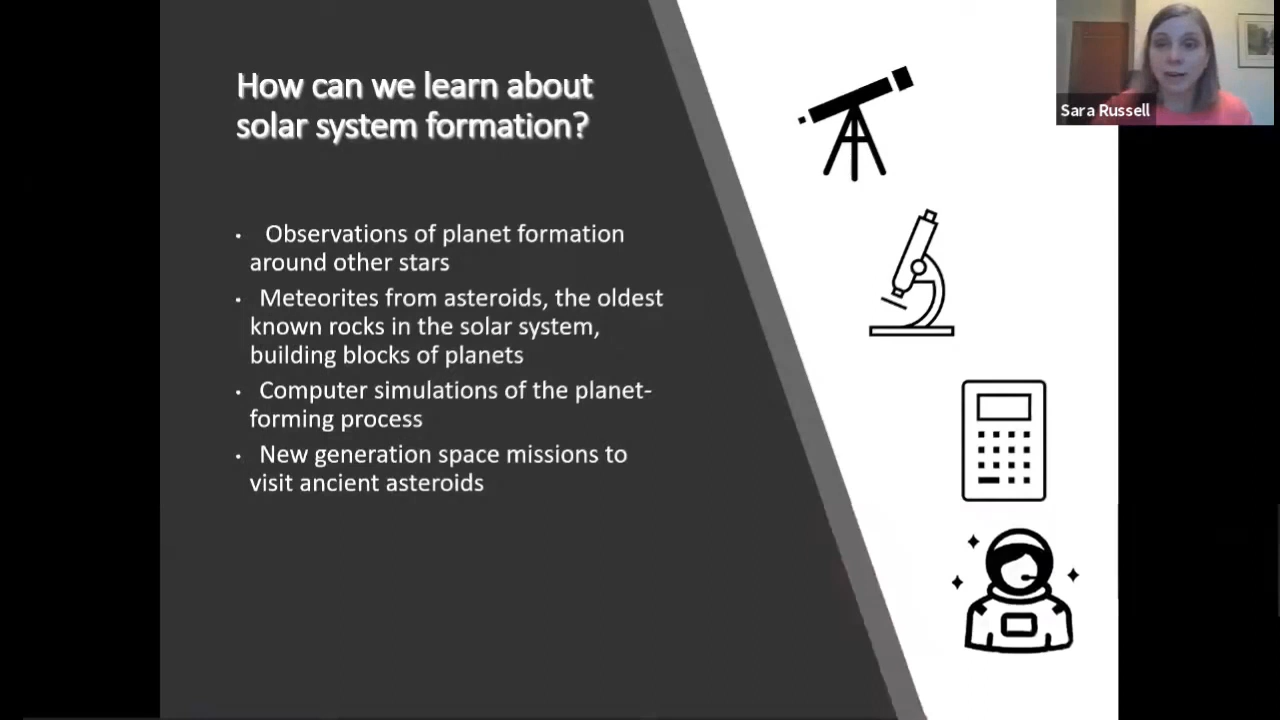 How can we learn about
solar system formation?
• Observations of planet formation
around other stars
• Meteorites from asteroids, the oldest
known rocks in the solar system,
building blocks of planets
• Computer simulations of the planet-
forming process
• New generation space missions to
visit ancient asteroids
Sara Russell